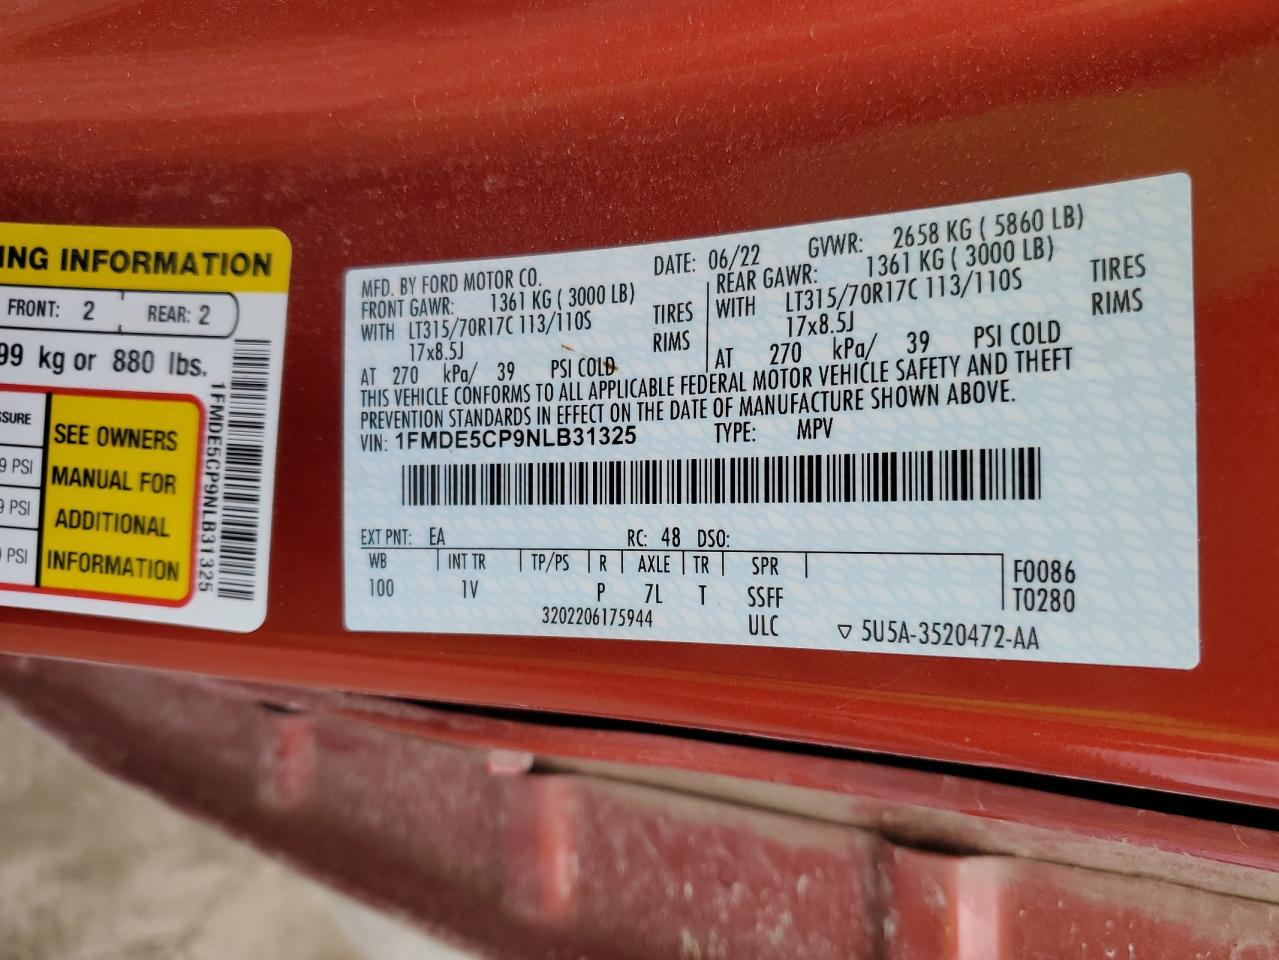 NG INFORMATION
FRONT: 2 REAR: 2
99 kg or 880 lbs.
SSURE
9 PSI
9 PSI
9 PSI
SEE OWNERS
MANUAL FOR
ADDITIONAL
INFORMATION
1FMDE5CP9NLB31325
MFD. BY FORD MOTOR CO. DATE: 06/22 GVWR: 2658 KG ( 5860 LB)
FRONT GAWR: 1361 KG ( 3000 LB) REAR GAWR: 1361 KG ( 3000 LB)
WITH LT315/70R17C 113/110S TIRES WITH LT315/70R17C 113/110S TIRES
17x8.5J RIMS 17x8.5J RIMS
AT 270 kPa/ 39 PSI COLD AT 270 kPa/ 39 PSI COLD
THIS VEHICLE CONFORMS TO ALL APPLICABLE FEDERAL MOTOR VEHICLE SAFETY AND THEFT
PREVENTION STANDARDS IN EFFECT ON THE DATE OF MANUFACTURE SHOWN ABOVE.
VIN: 1FMDE5CP9NLB31325 TYPE: MPV
EXT PNT: EA RC: 48 DSO:
WB INT TR TP/PS R AXLE TR SPR
100 1V P 7L T SSFF
F0086
T0280
3202206175944 ULC ▽ 5U5A-3520472-AA